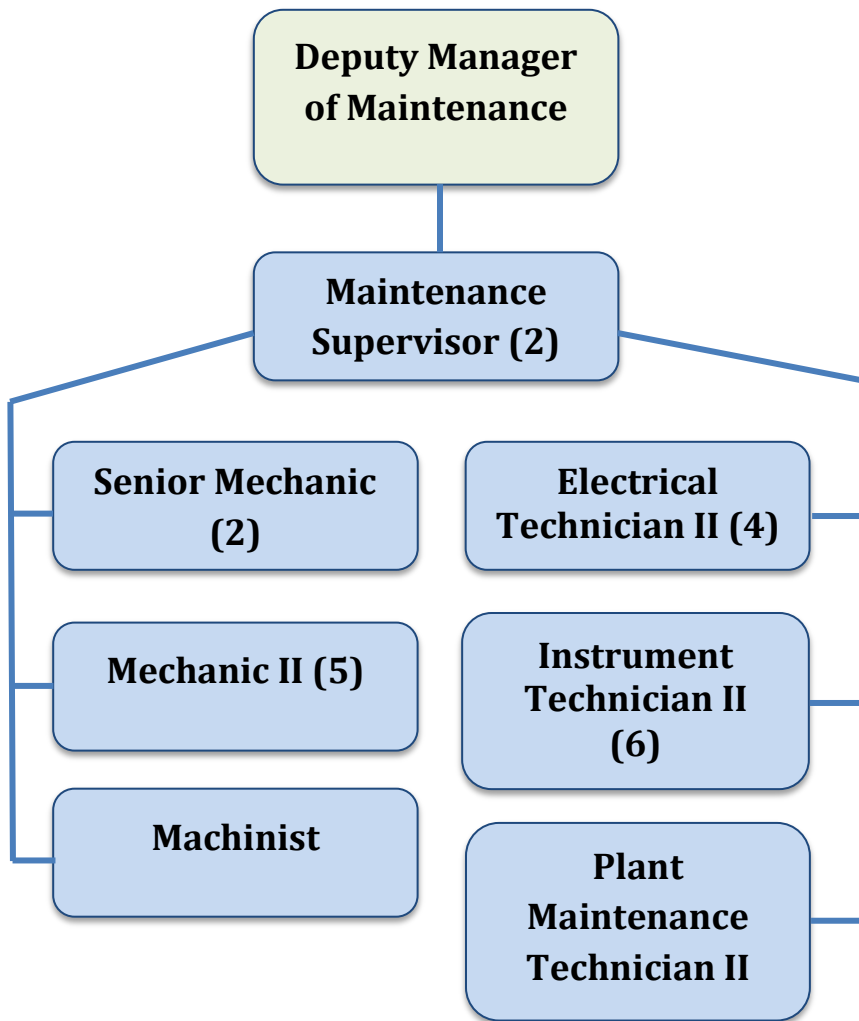 Deputy Manager
of Maintenance
Maintenance
Supervisor (2)
Senior Mechanic
(2)
Mechanic II (5)
Machinist
Electrical
Technician II (4)
Instrument
Technician II
(6)
Plant
Maintenance
Technician II